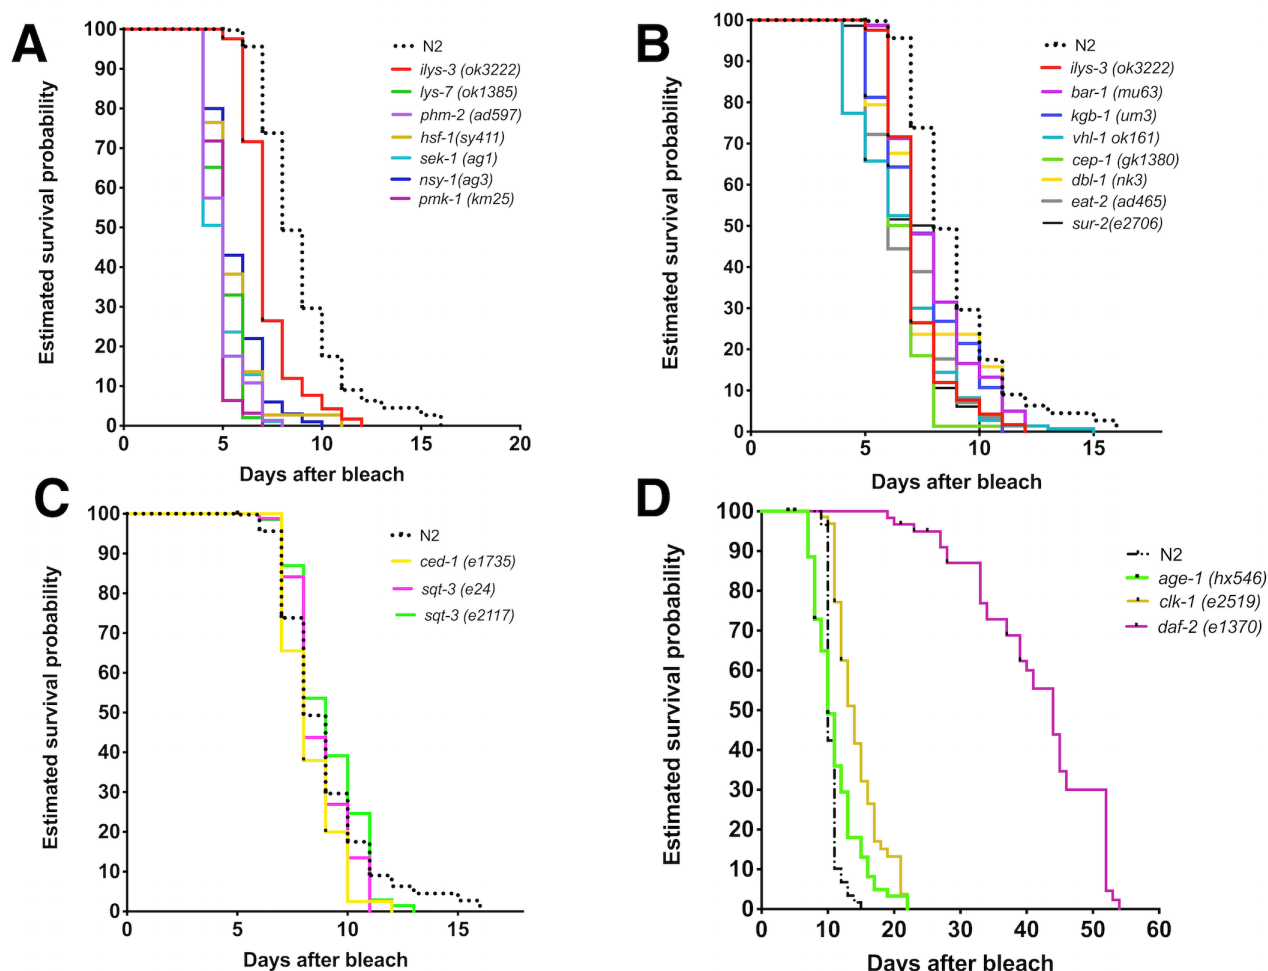 A
Estimated survival probability
100
90
80
70
60
50
40
30
20
10
0
0 5 10 15 20
Days after bleach
N2
ilys-3 (ok3222)
lys-7 (ok1385)
phm-2 (ad597)
hsf-1(sy411)
sek-1 (ag1)
nsy-1(ag3)
pmk-1 (km25)
B
Estimated survival probability
100
90
80
70
60
50
40
30
20
10
0
0 5 10 15
Days after bleach
N2
ilys-3 (ok3222)
bar-1 (mu63)
kgb-1 (um3)
vhl-1 ok161)
cep-1 (gk1380)
dbl-1 (nk3)
eat-2 (ad465)
sur-2(e2706)
C
Estimated survival probability
100
90
80
70
60
50
40
30
20
10
0
0 5 10 15
Days after bleach
N2
ced-1 (e1735)
sqt-3 (e24)
sqt-3 (e2117)
D
Estimated survival probability
100
90
80
70
60
50
40
30
20
10
0
0 10 20 30 40 50 60
Days after bleach
N2
age-1 (hx546)
clk-1 (e2519)
daf-2 (e1370)